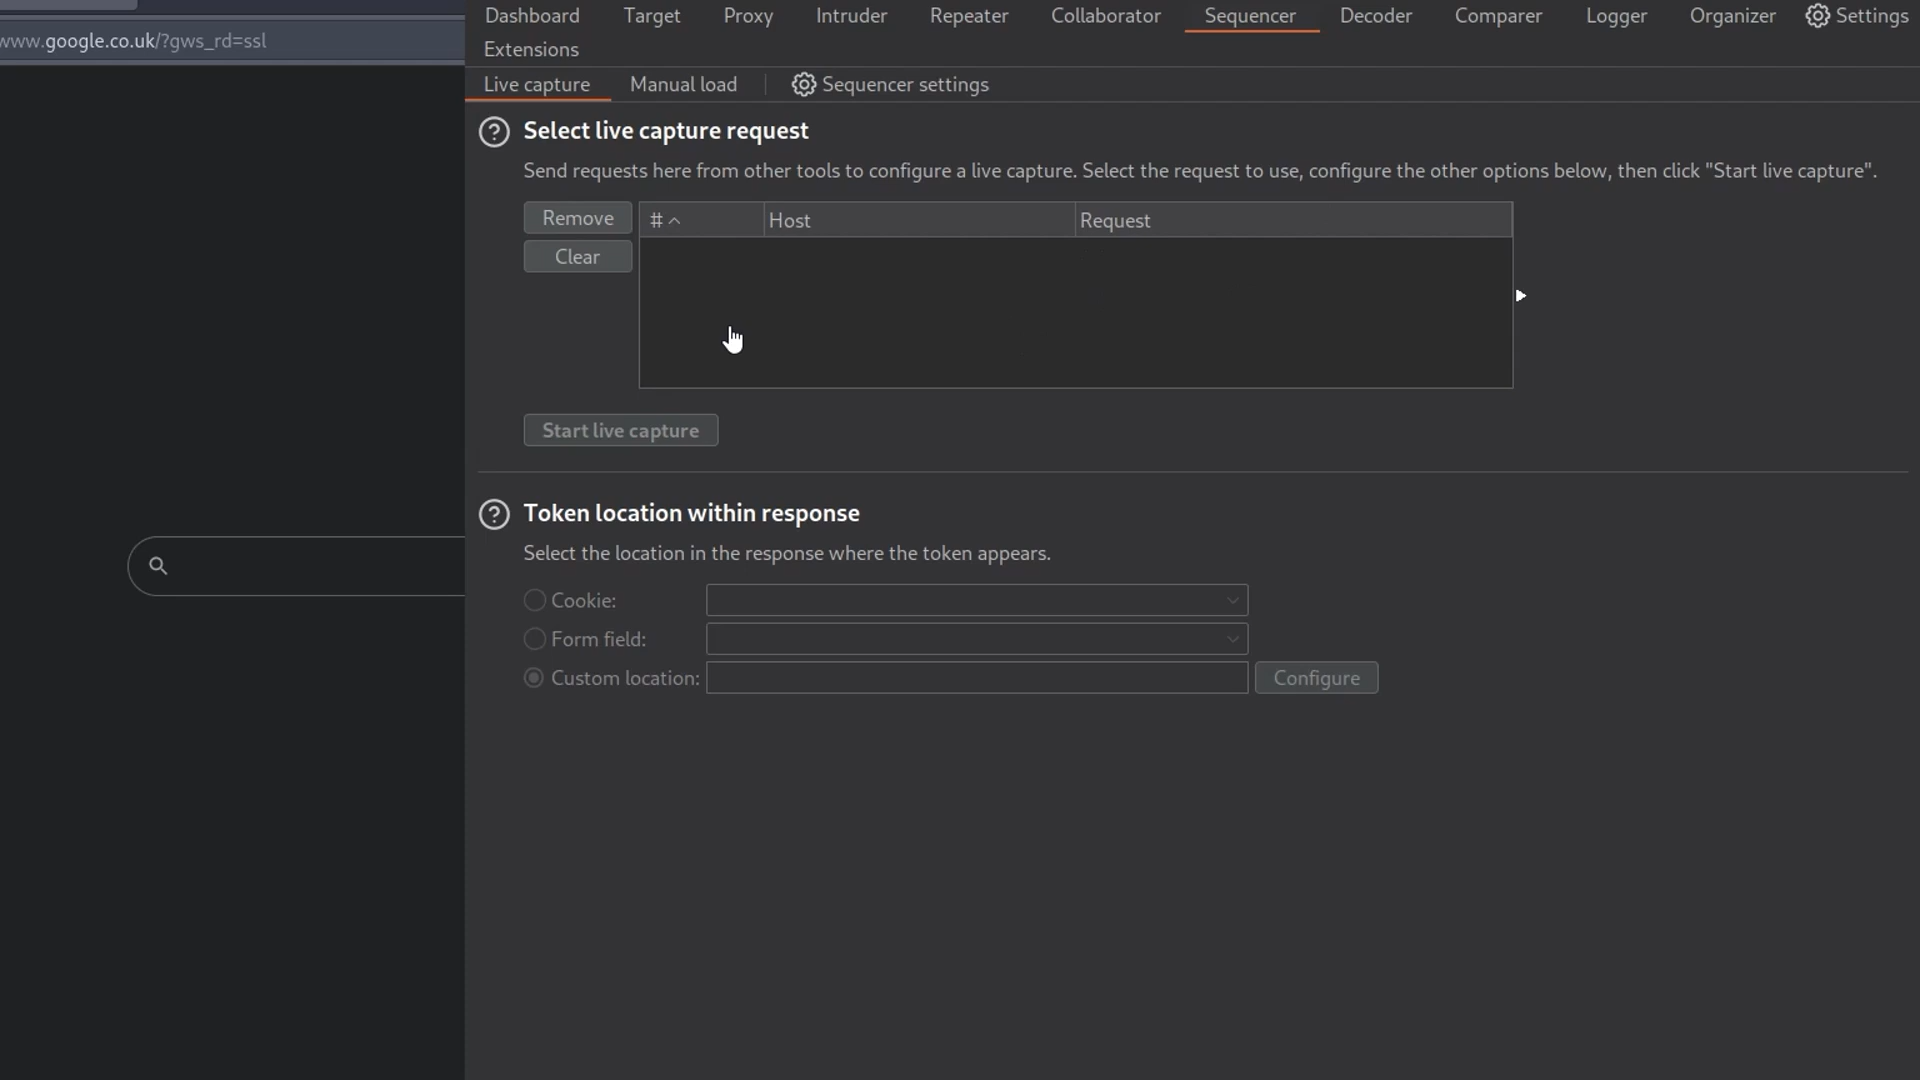 Dashboard Target Proxy Intruder Repeater Collaborator Sequencer Decoder Comparer Logger Organizer Settings
www.google.co.uk/?gws_rd=ssl
Extensions
Live capture Manual load Sequencer settings
Select live capture request
Send requests here from other tools to configure a live capture. Select the request to use, configure the other options below, then click "Start live capture".
Remove # Host Request
Clear
Start live capture
Token location within response
Select the location in the response where the token appears.
Cookie:
Form field:
Custom location: Configure